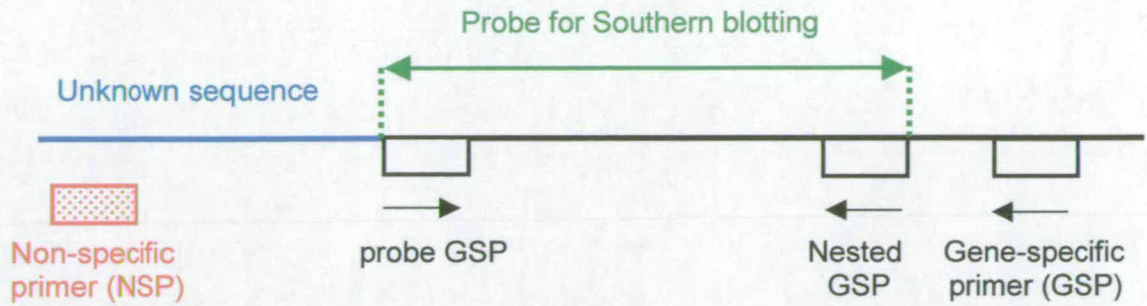 Probe for Southern blotting
Unknown sequence
Non-specific
primer (NSP)
probe GSP
Nested
GSP
Gene-specific
primer (GSP)